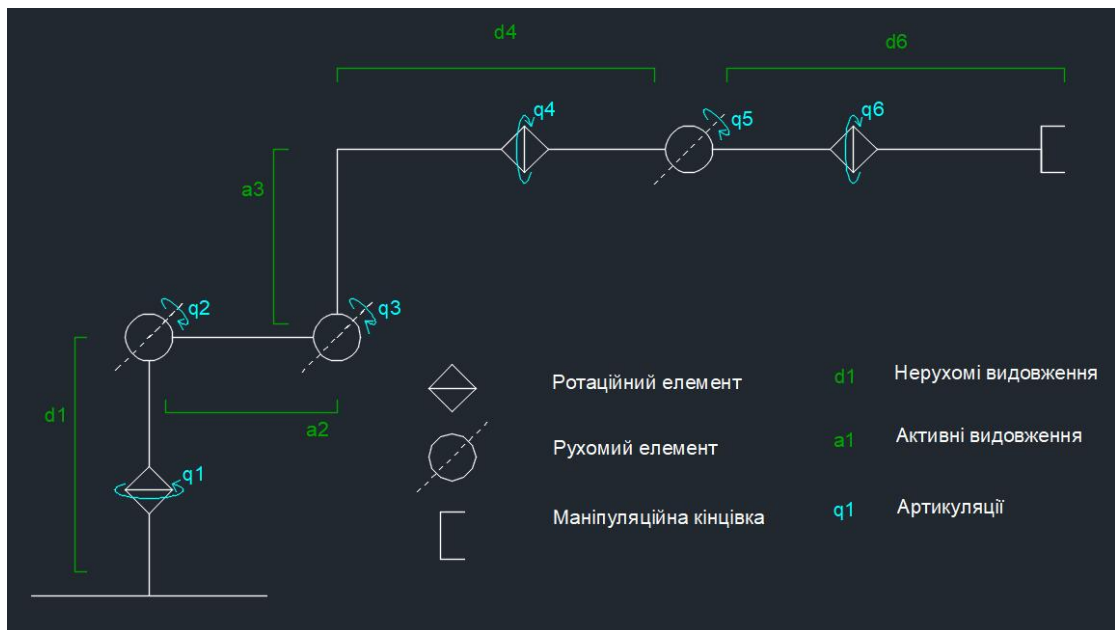 d4
d6
q4
q5
q6
a3
q2
q3
d1
a2
q1
Ротаційний елемент
d1
Нерухомі видовження
Рухомий елемент
a1
Активні видовження
Маніпуляційна кінцівка
q1
Артикуляції